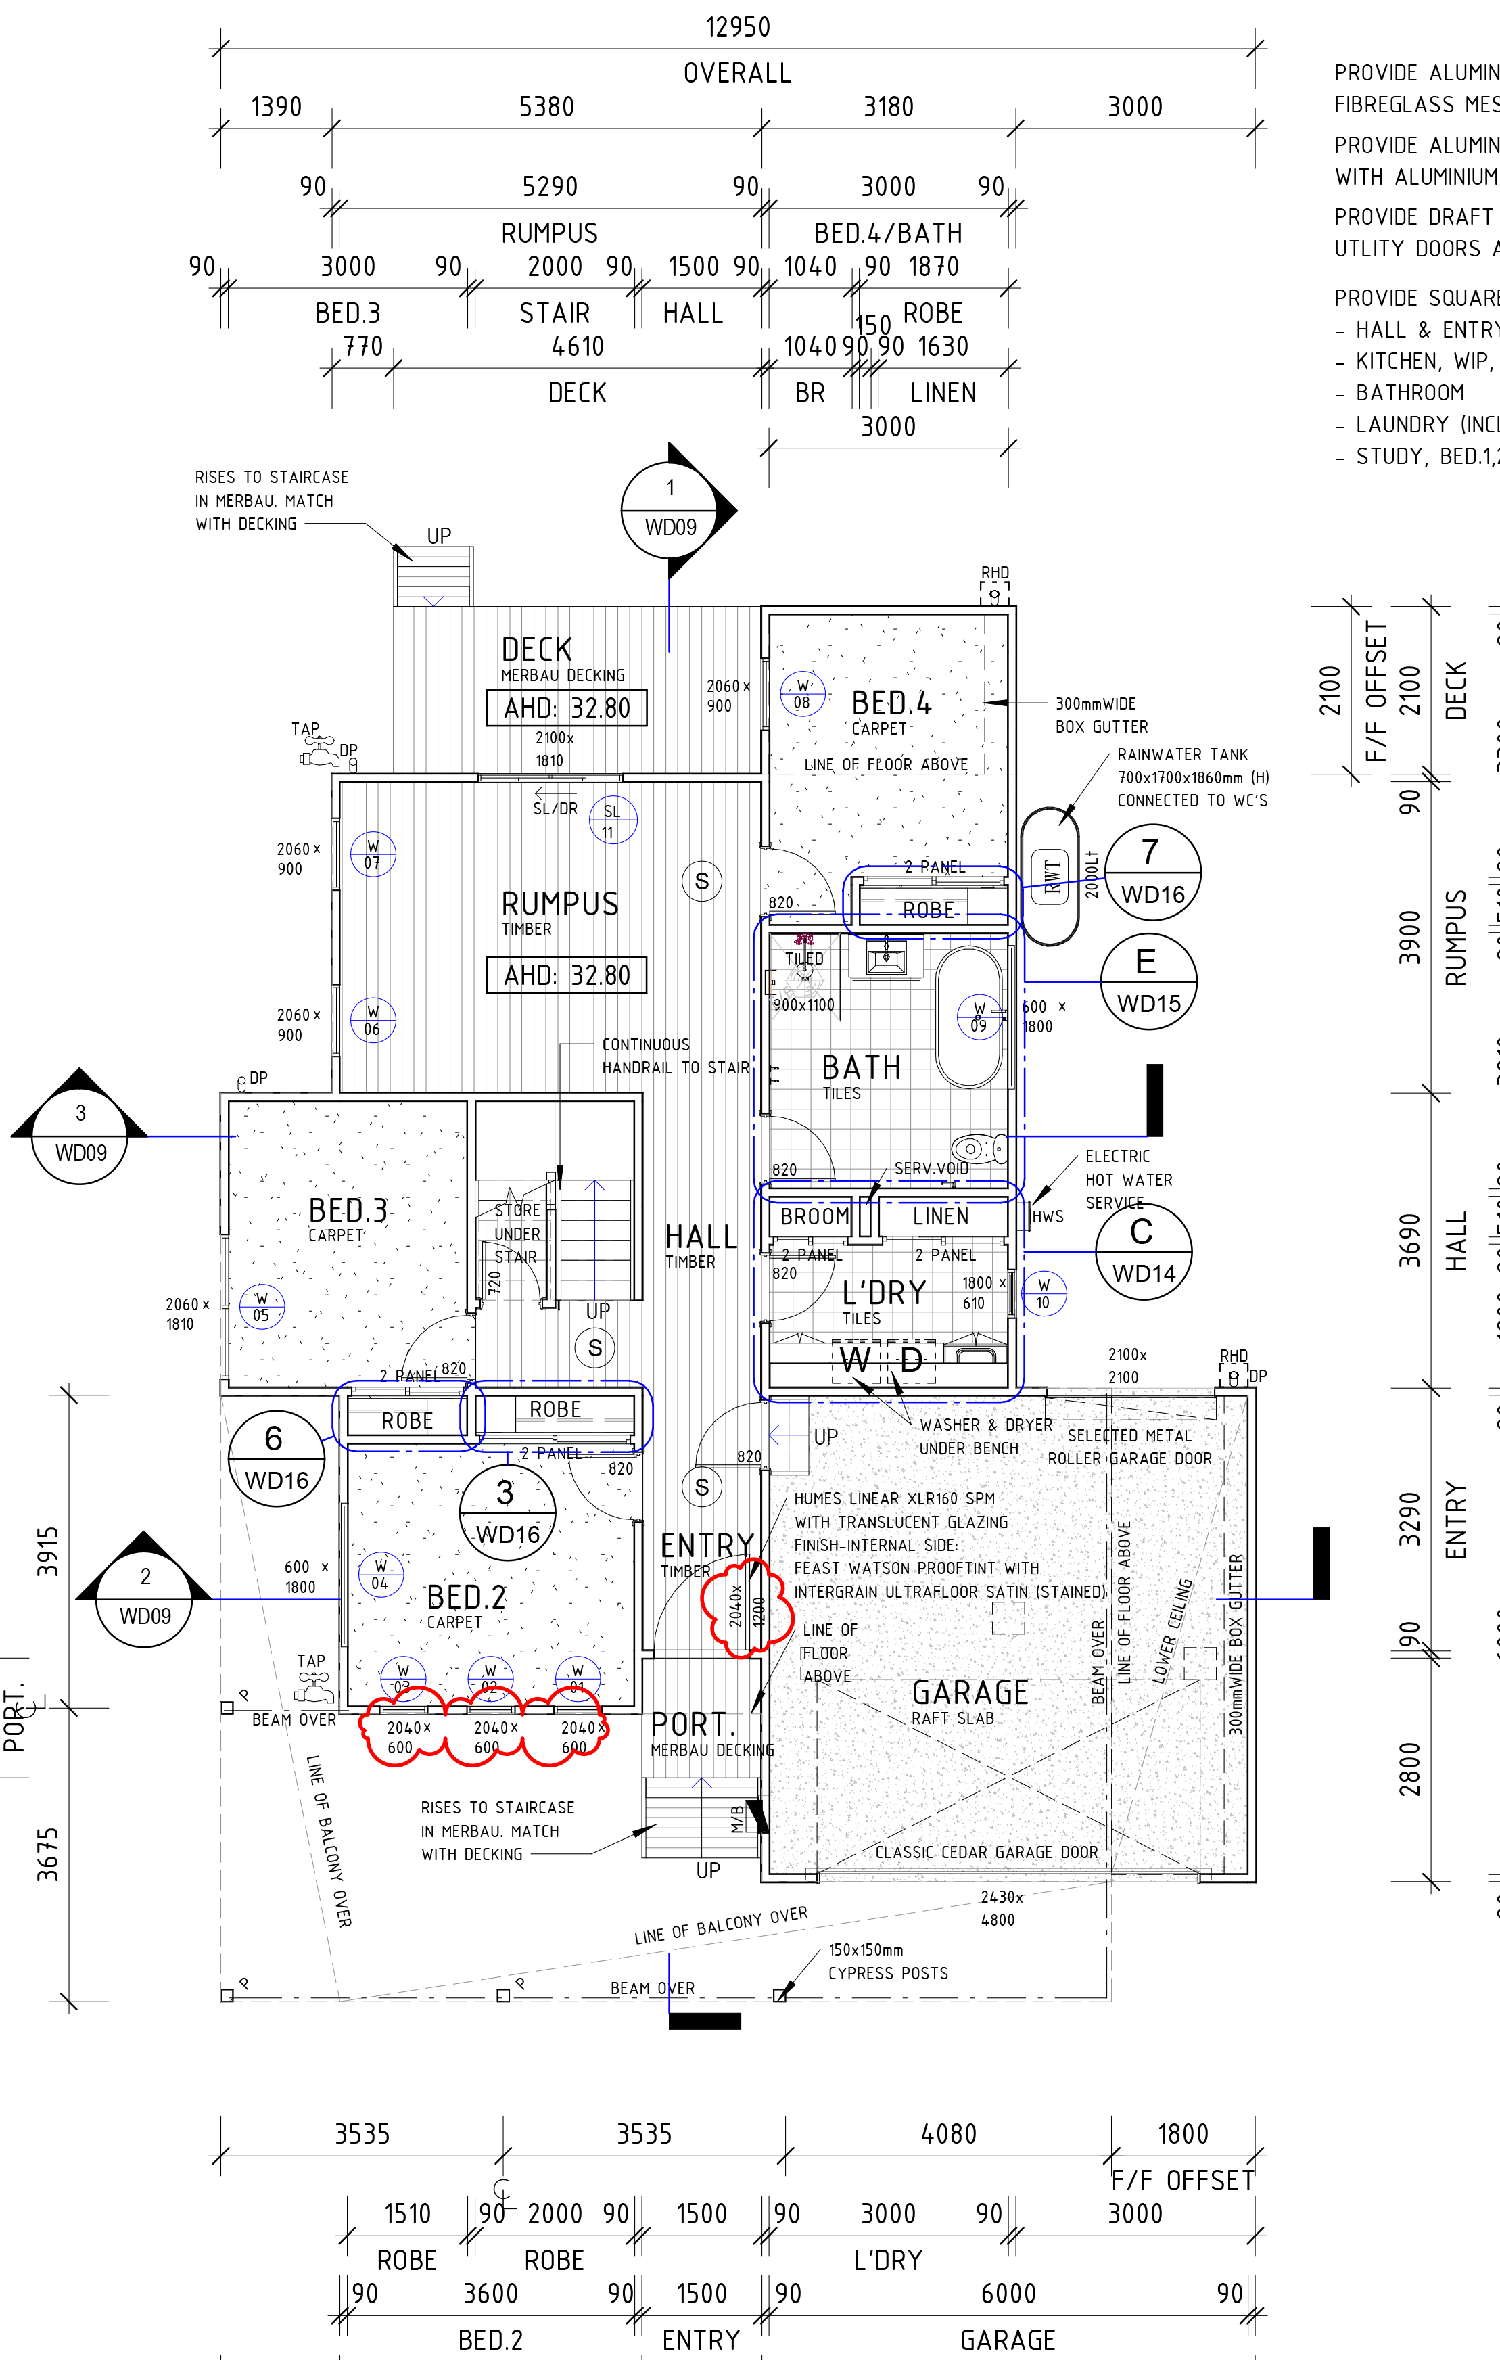 12950
OVERALL
1390 5380 3180 3000
90 5290 90 3000 90
RUMPUS BED.4/BATH
90 3000 90 2000 90 1500 90 1040 90 1870
BED.3 STAIR HALL ROBE
150
770 4610 1040 90 90 1630
DECK BR LINEN
3000
PROVIDE ALUMIN
FIBREGLASS MES
PROVIDE ALUMIN
WITH ALUMINIUM
PROVIDE DRAFT
UTLITY DOORS A
PROVIDE SQUARE
- HALL & ENTRY
- KITCHEN, WIP,
- BATHROOM
- LAUNDRY (INCL
- STUDY, BED.1,2
RISES TO STAIRCASE
IN MERBAU. MATCH
WITH DECKING
UP
1
WD09
RHD
DECK
MERBAU DECKING
AHD: 32.80
2100x
1810
2060 x
900
W
08
BED.4
CARPET
LINE OF FLOOR ABOVE
300mmWIDE
BOX GUTTER
RAINWATER TANK
700x1700x1860mm (H)
CONNECTED TO WC'S
TAP
DP
SL/DR
SL
11
2060 x
900
W
07
S
2 PANEL
ROBE
820
RWT
2000Lt
7
WD16
RUMPUS
TIMBER
AHD: 32.80
2060 x
900
W
06
TILED
900x1100
W
09
600 x
1800
E
WD15
CONTINUOUS
HANDRAIL TO STAIR
BATH
TILES
DP
3
WD09
820
SERV.VOID
ELECTRIC
HOT WATER
SERVICE
HWS
BED.3
CARPET
STORE
UNDER
STAIR
720
HALL
TIMBER
BROOM LINEN
2 PANEL 2 PANEL
820
C
WD14
L'DRY
TILES
1800 x
610
W
10
2060 x
1810
W
05
UP
S
W D
2 PANEL 820
2100x
2100
RHD
DP
ROBE
ROBE
2 PANEL
820
6
WD16
3
WD16
820
UP
WASHER & DRYER
UNDER BENCH
SELECTED METAL
ROLLER GARAGE DOOR
S
HUMES LINEAR XLR160 SPM
WITH TRANSLUCENT GLAZING
FINISH-INTERNAL SIDE:
FEAST WATSON PROOFTINT WITH
INTERGRAIN ULTRAFLOOR SATIN (STAINED)
ENTRY
TIMBER
2040x
1200
600 x
1800
W
04
BED.2
CARPET
2
WD09
LINE OF
FLOOR
ABOVE
BEAM OVER
LINE OF FLOOR ABOVE
LOWER CEILING
300mmWIDE BOX GUTTER
GARAGE
RAFT SLAB
TAP
W
03
W
02
W
01
P
BEAM OVER
2040x
600
2040x
600
2040x
600
PORT.
MERBAU DECKING
LINE OF BALCONY OVER
RISES TO STAIRCASE
IN MERBAU. MATCH
WITH DECKING
M/B
UP
CLASSIC CEDAR GARAGE DOOR
2430x
4800
LINE OF BALCONY OVER
150x150mm
CYPRESS POSTS
P
P
BEAM OVER
PORT.
3915
3675
2100
F/F OFFSET
2100
DECK
90
3900
RUMPUS
3690
HALL
3290
ENTRY
90
2800
3535 3535 4080 1800
F/F OFFSET
1510 90 2000 90 1500 90 3000 90 3000
ROBE ROBE L'DRY
90 3600 90 1500 90 6000 90
BED.2 ENTRY GARAGE